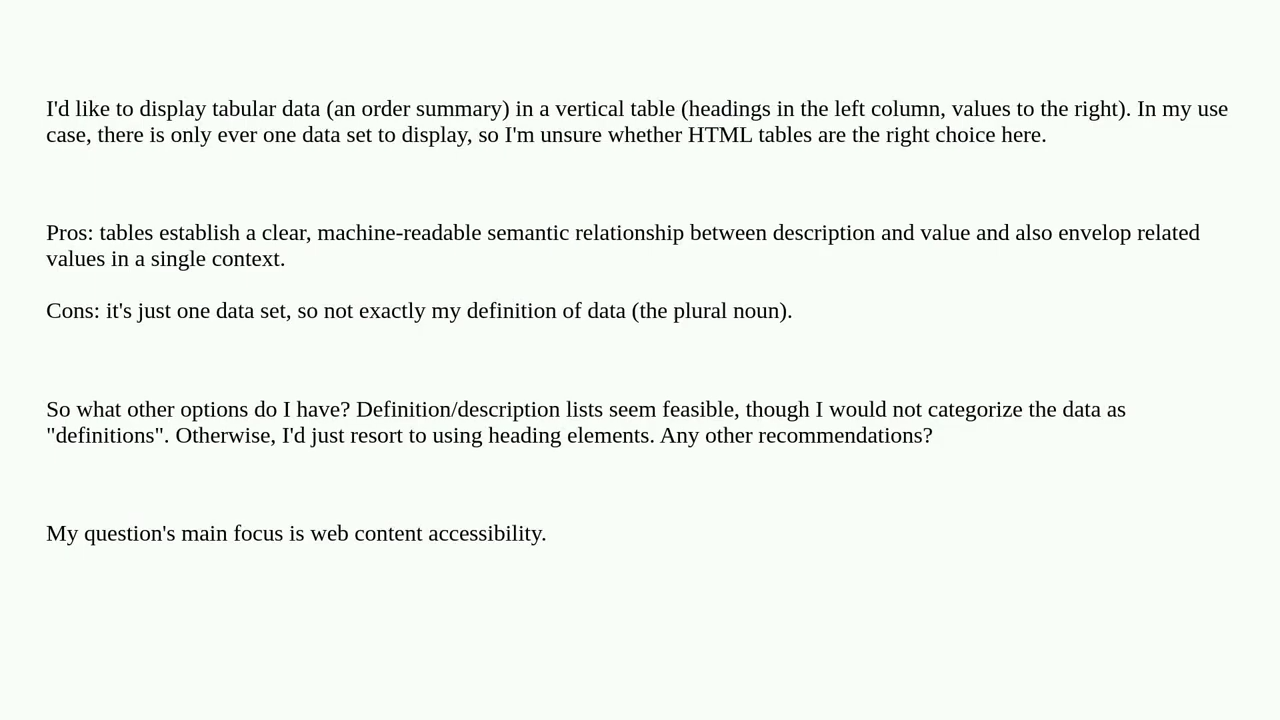 I'd like to display tabular data (an order summary) in a vertical table (headings in the left column, values to the right). In my use
case, there is only ever one data set to display, so I'm unsure whether HTML tables are the right choice here.
Pros: tables establish a clear, machine-readable semantic relationship between description and value and also envelop related
values in a single context.
Cons: it's just one data set, so not exactly my definition of data (the plural noun).
So what other options do I have? Definition/description lists seem feasible, though I would not categorize the data as
"definitions". Otherwise, I'd just resort to using heading elements. Any other recommendations?
My question's main focus is web content accessibility.